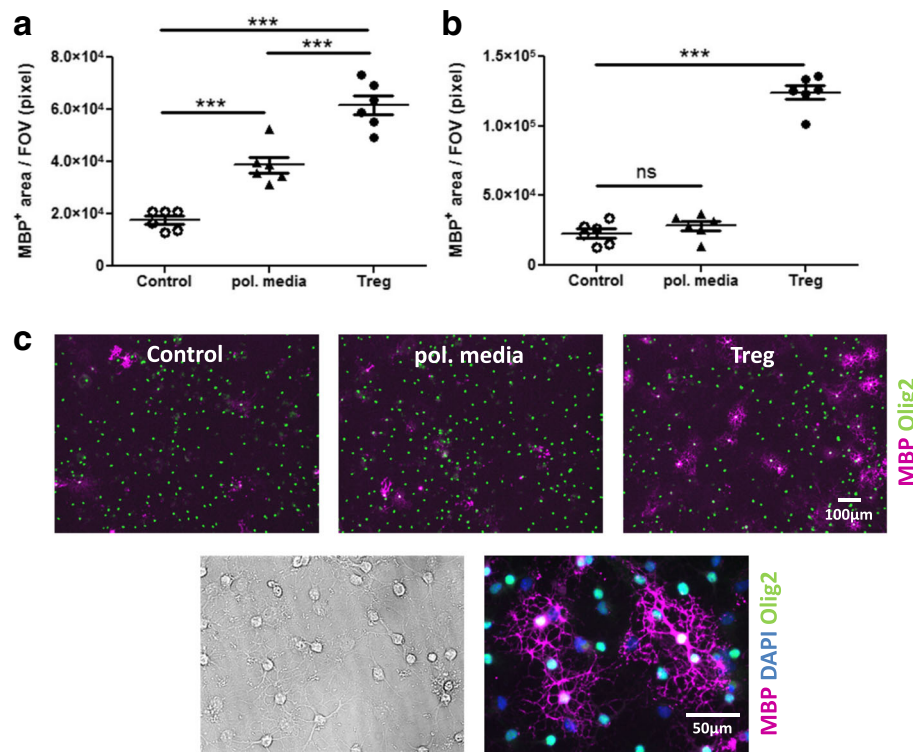 a
***
***
***
8.0×10⁴
6.0×10⁴
4.0×10⁴
2.0×10⁴
0
MBP⁺ area / FOV (pixel)
Control
pol. media
Treg
b
***
ns
1.5×10⁵
1.0×10⁵
5.0×10⁴
0
MBP⁺ area / FOV (pixel)
Control
pol. media
Treg
c
Control
pol. media
Treg
100µm
MBP Olig2
50µm
MBP DAPI Olig2